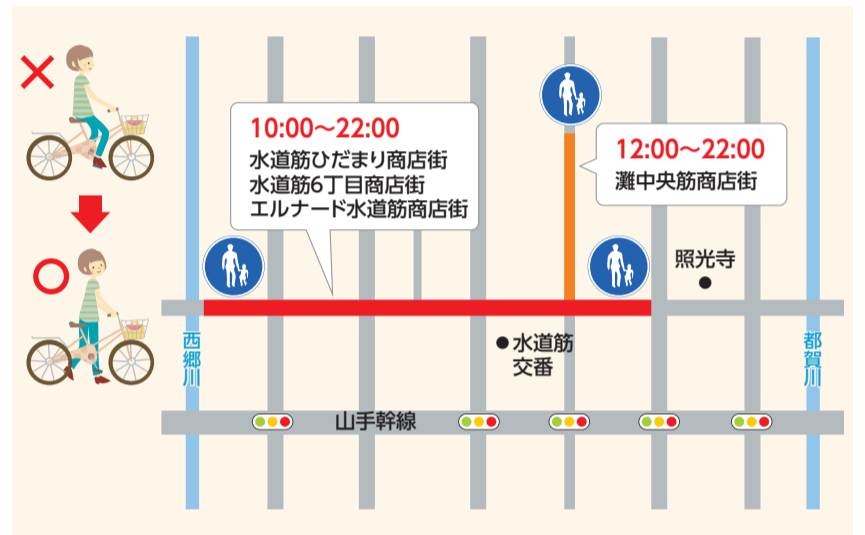 10:00～22:00
水道筋ひだまり商店街
水道筋6丁目商店街
エルナード水道筋商店街
12:00～22:00
灘中央筋商店街
照光寺
水道筋
交番
西郷川
都賀川
山手幹線